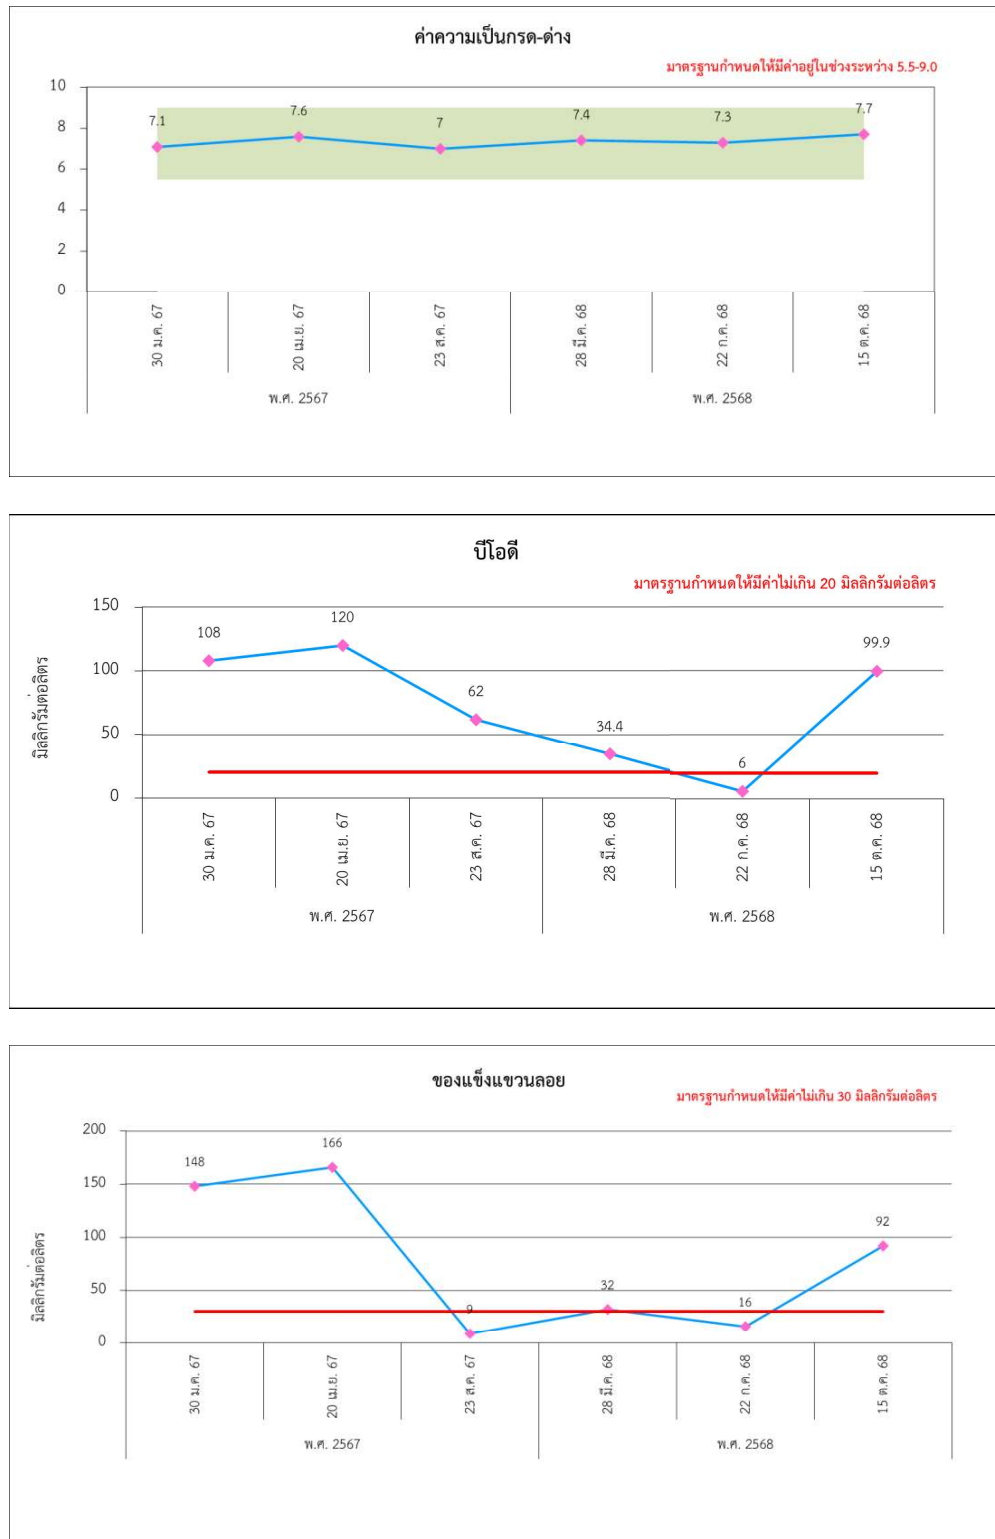 ค่าความเป็นกรด-ด่าง
มาตรฐานกำหนดให้มีค่าอยู่ในช่วงระหว่าง 5.5-9.0
10
8
6
4
2
0
7.1
7.6
7
7.4
7.3
7.7
30 ม.ค. 67
20 เม.ย. 67
23 ส.ค. 67
28 มี.ค. 68
22 ก.ค. 68
15 ต.ค. 68
พ.ศ. 2567
พ.ศ. 2568
บีโอดี
มาตรฐานกำหนดให้มีค่าไม่เกิน 20 มิลลิกรัมต่อลิตร
มิลลิกรัมต่อลิตร
150
100
50
0
108
120
62
34.4
6
99.9
30 ม.ค. 67
20 เม.ย. 67
23 ส.ค. 67
28 มี.ค. 68
22 ก.ค. 68
15 ต.ค. 68
พ.ศ. 2567
พ.ศ. 2568
ของแข็งแขวนลอย
มาตรฐานกำหนดให้มีค่าไม่เกิน 30 มิลลิกรัมต่อลิตร
มิลลิกรัมต่อลิตร
200
150
100
50
0
148
166
9
32
16
92
30 ม.ค. 67
20 เม.ย. 67
23 ส.ค. 67
28 มี.ค. 68
22 ก.ค. 68
15 ต.ค. 68
พ.ศ. 2567
พ.ศ. 2568